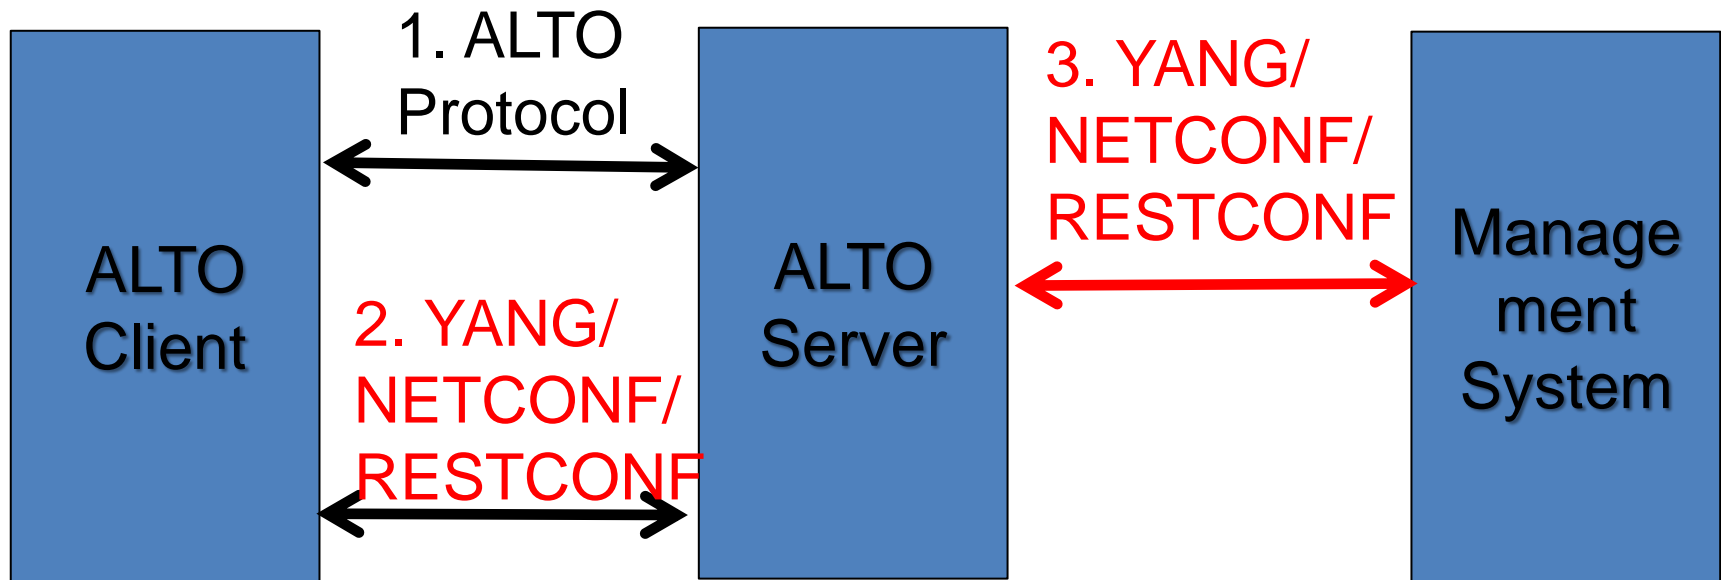 ALTO
Client
1. ALTO
Protocol
2. YANG/
NETCONF/
RESTCONF
ALTO
Server
3. YANG/
NETCONF/
RESTCONF
Manage
ment
System